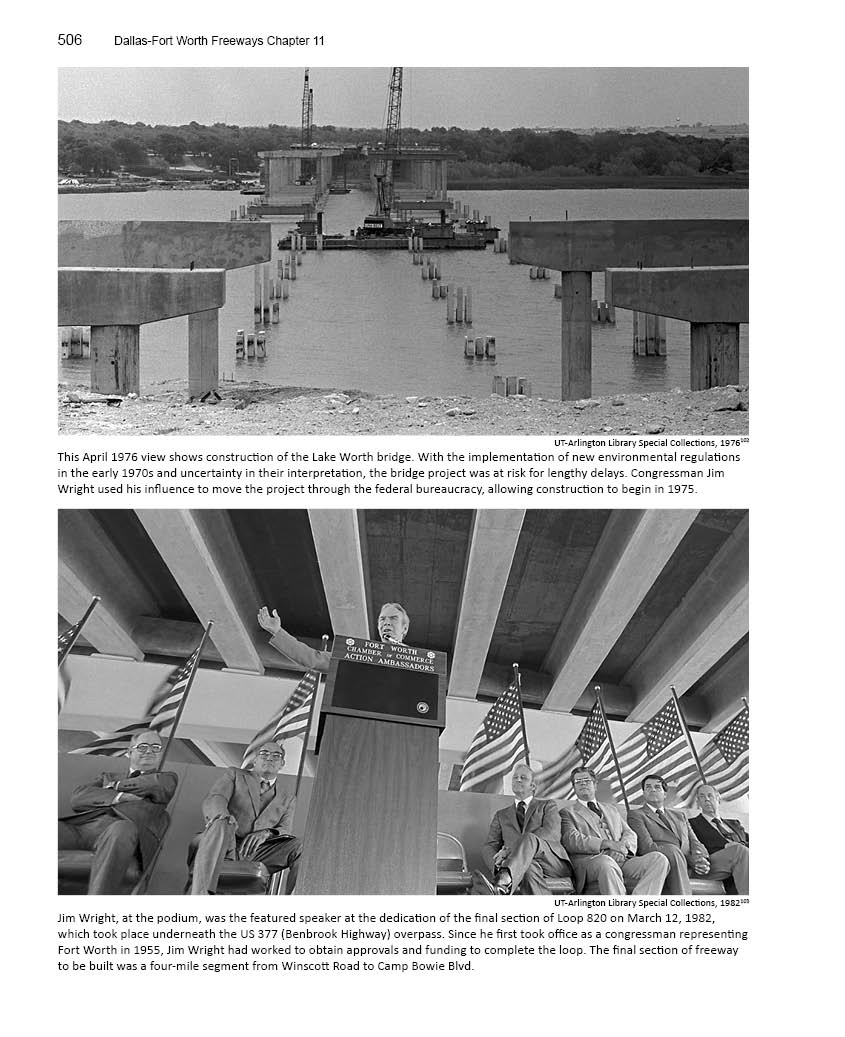 506 Dallas-Fort Worth Freeways Chapter 11
UT-Arlington Library Special Collections, 1976¹⁰²
This April 1976 view shows construction of the Lake Worth bridge. With the implementation of new environmental regulations
in the early 1970s and uncertainty in their interpretation, the bridge project was at risk for lengthy delays. Congressman Jim
Wright used his influence to move the project through the federal bureaucracy, allowing construction to begin in 1975.
FORT WORTH
CHAMBER OF COMMERCE
ACTION AMBASSADORS
UT-Arlington Library Special Collections, 1982¹⁰³
Jim Wright, at the podium, was the featured speaker at the dedication of the final section of Loop 820 on March 12, 1982,
which took place underneath the US 377 (Benbrook Highway) overpass. Since he first took office as a congressman representing
Fort Worth in 1955, Jim Wright had worked to obtain approvals and funding to complete the loop. The final section of freeway
to be built was a four-mile segment from Winscott Road to Camp Bowie Blvd.